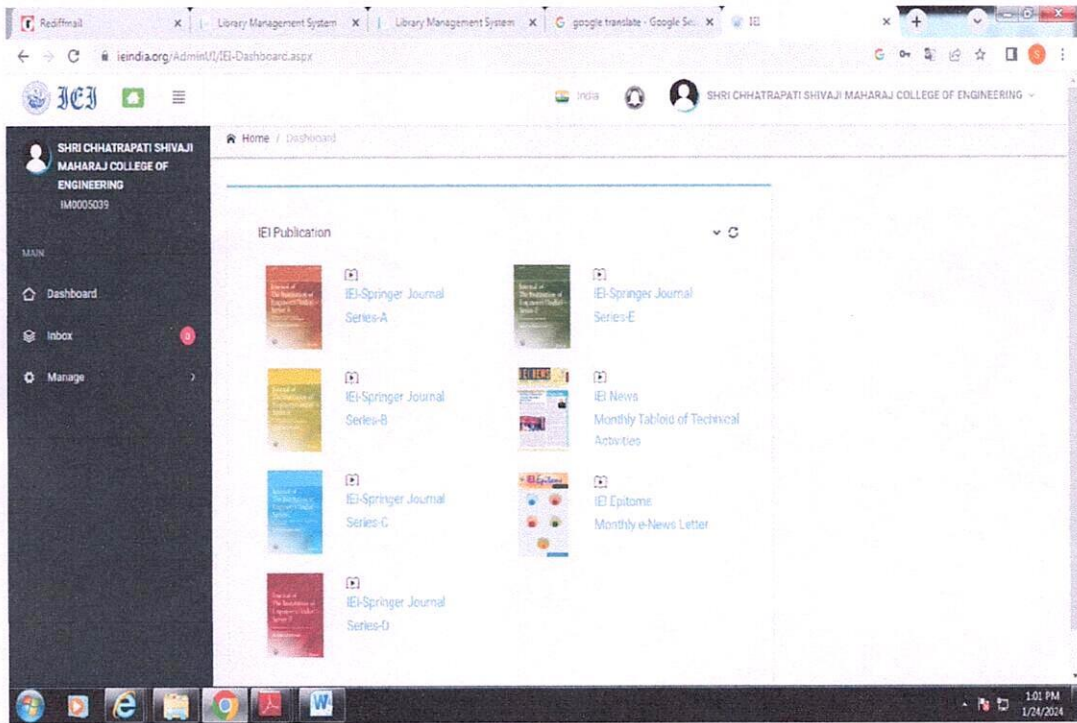 Rediffmail
Library Management System
Library Management System
google translate - Google Se
IEI
ieindia.org/AdminUI/IEI-Dashboard.aspx
S
IEI
India
SHRI CHHATRAPATI SHIVAJI MAHARAJ COLLEGE OF ENGINEERING
SHRI CHHATRAPATI SHIVAJI
MAHARAJ COLLEGE OF
ENGINEERING
IM0005039
Home / Dashboard
MAIN
Dashboard
Inbox
Manage
IEI Publication
IEI-Springer Journal
Series-A
IEI-Springer Journal
Series-E
IEI-Springer Journal
Series-B
IEI News
Monthly Tabloid of Technical
Activities
IEI-Springer Journal
Series-C
IEI Epitome
Monthly e-News Letter
IEI-Springer Journal
Series-D
1:01 PM
1/24/2024